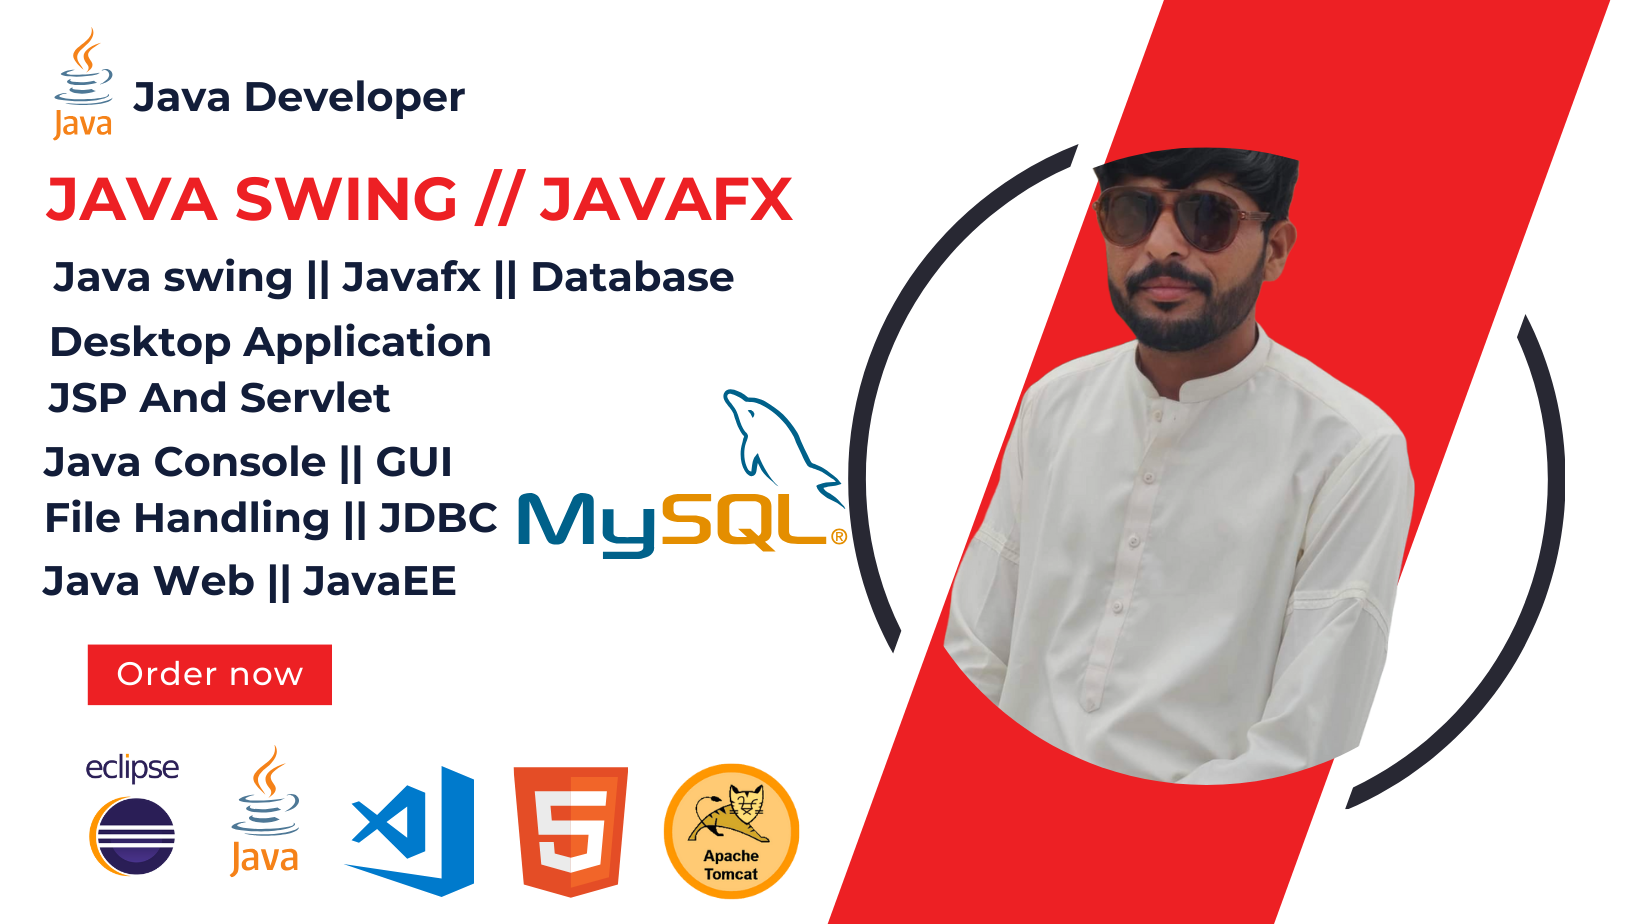 Java
Java Developer
JAVA SWING // JAVAFX
Java swing || Javafx || Database
Desktop Application
JSP And Servlet
Java Console || GUI
File Handling || JDBC
MySQL®
Java Web || JavaEE
Order now
eclipse
Java
5
Apache
Tomcat